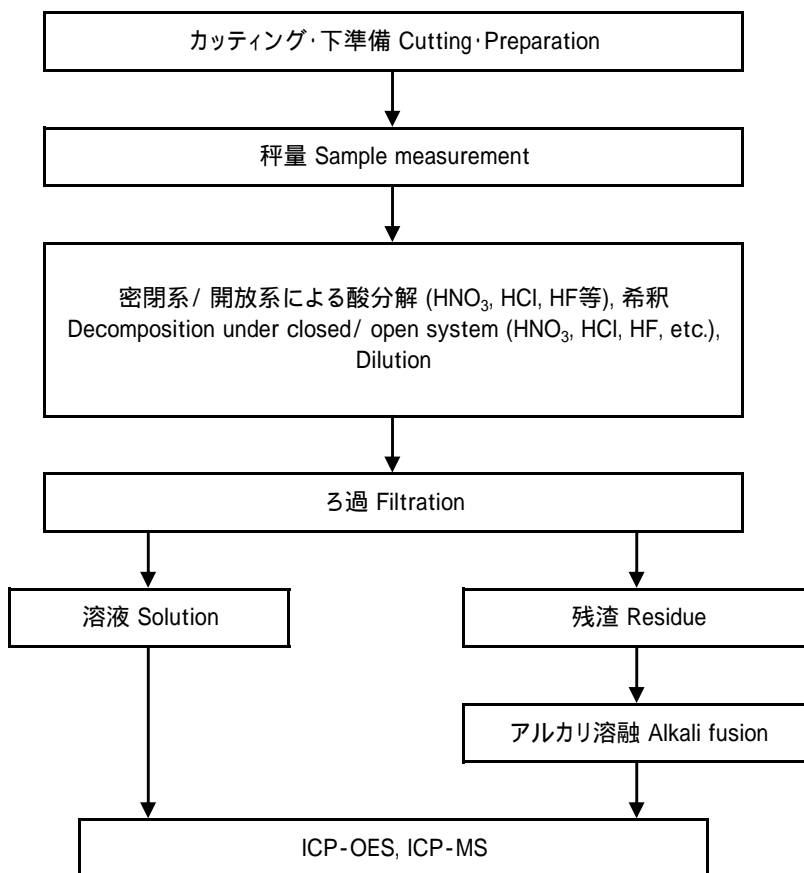 カッティング･下準備 Cutting･Preparation
秤量 Sample measurement
密閉系/ 開放系による酸分解 (HNO₃, HCl, HF等), 希釈
Decomposition under closed/ open system (HNO₃, HCl, HF, etc.),
Dilution
ろ過 Filtration
溶液 Solution
残渣 Residue
アルカリ溶融 Alkali fusion
ICP-OES, ICP-MS